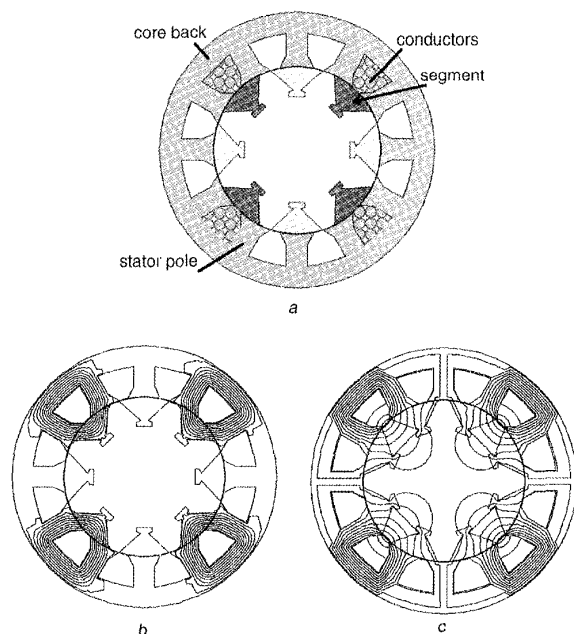 core back
conductors
segment
stator pole
a
b
c